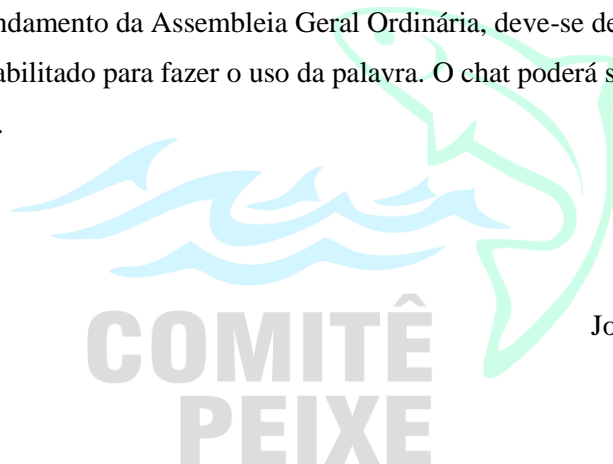 ndamento da Assembleia Geral Ordinária, deve-se de
abilitado para fazer o uso da palavra. O chat poderá s
.
Jo
COMITÊ
PEIXE